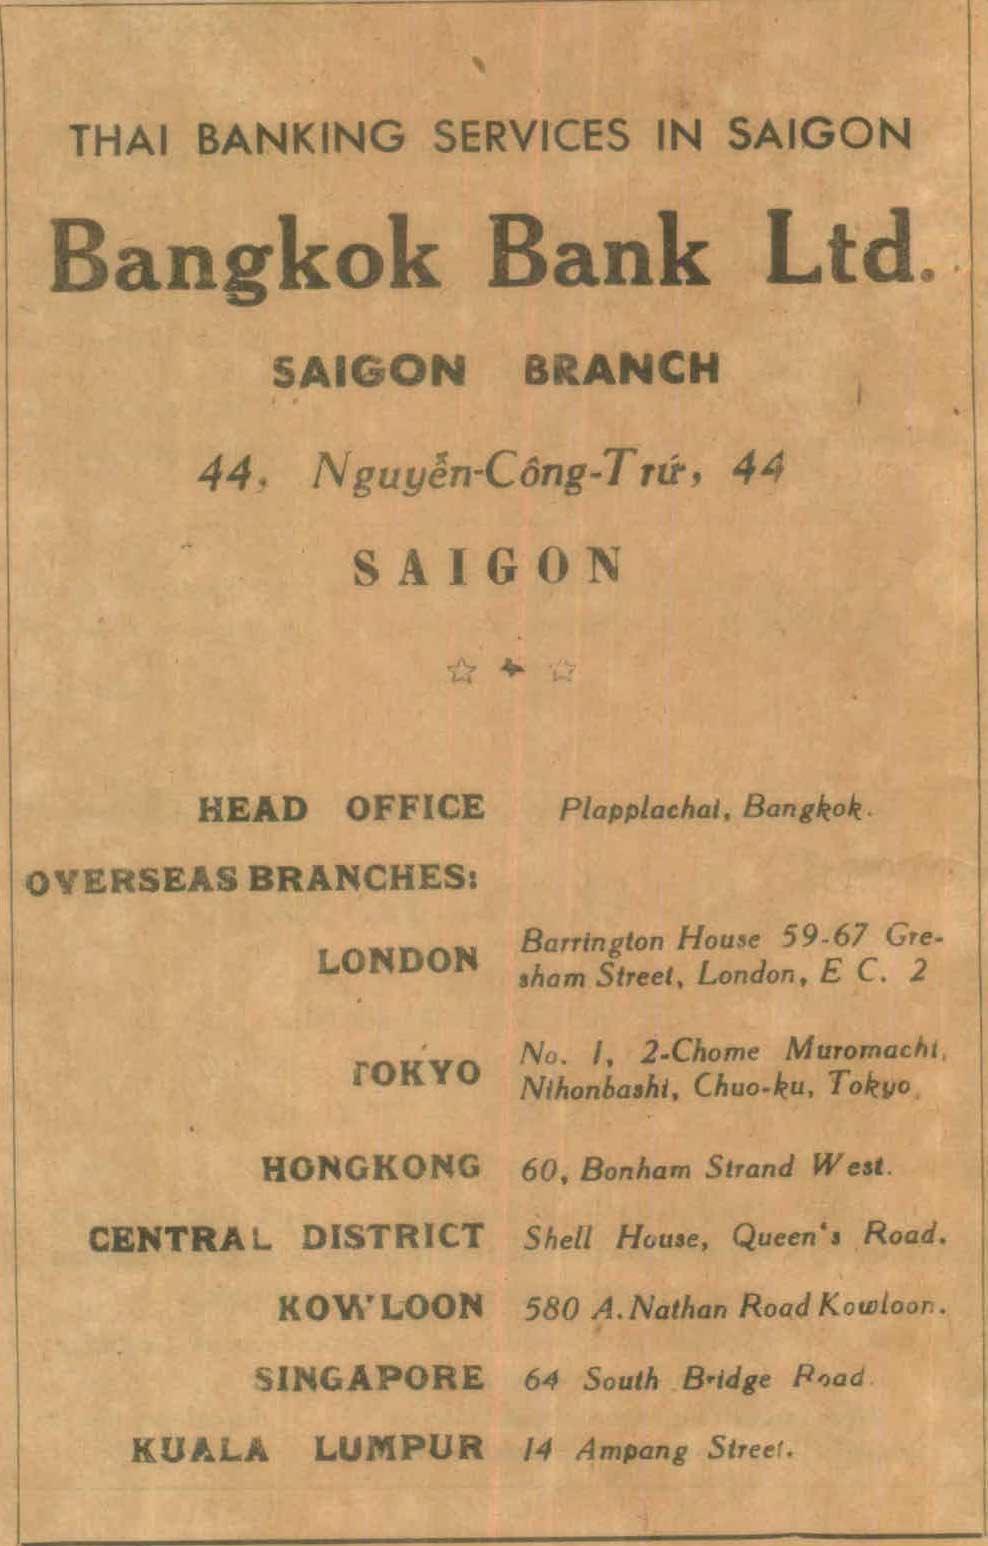 THAI BANKING SERVICES IN SAIGON
Bangkok Bank Ltd.
SAIGON BRANCH
44, Nguyễn-Công-Trứ, 44
SAIGON
HEAD OFFICE Plapplachai, Bangkok.
OVERSEAS BRANCHES:
LONDON Barrington House 59-67 Gre-
sham Street, London, E C. 2
TOKYO No. 1, 2-Chome Muromachi,
Nihonbashi, Chuo-ku, Tokyo,
HONGKONG 60, Bonham Strand West.
CENTRAL DISTRICT Shell House, Queen's Road.
KOWLOON 580 A. Nathan Road Kowloon.
SINGAPORE 64 South Bridge Road.
KUALA LUMPUR 14 Ampang Street.